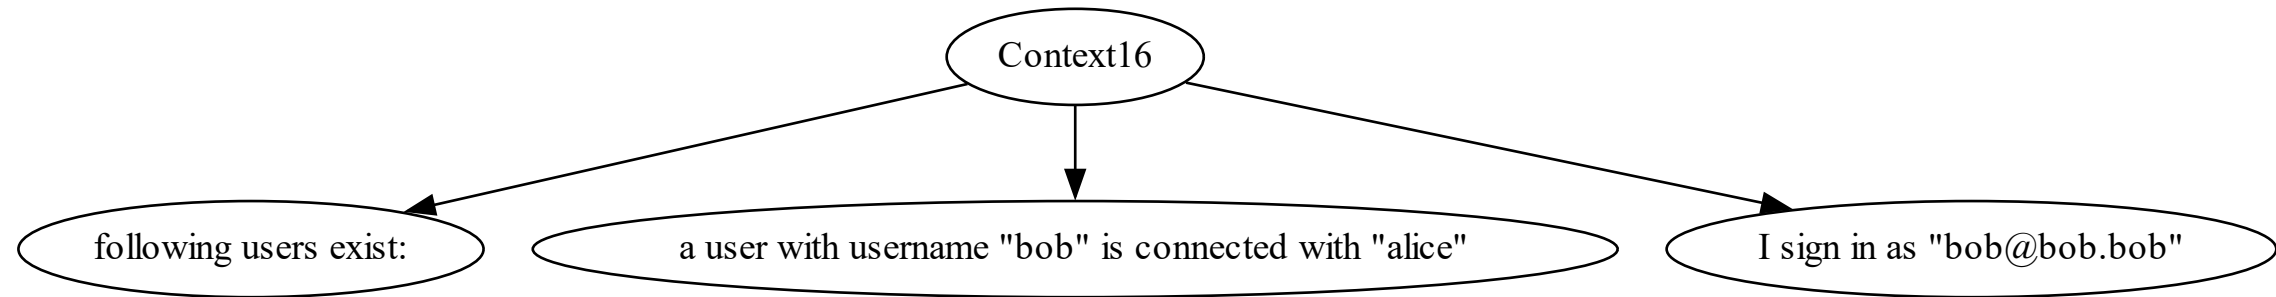 Context16
following users exist:
a user with username "bob" is connected with "alice"
I sign in as "bob@bob.bob"